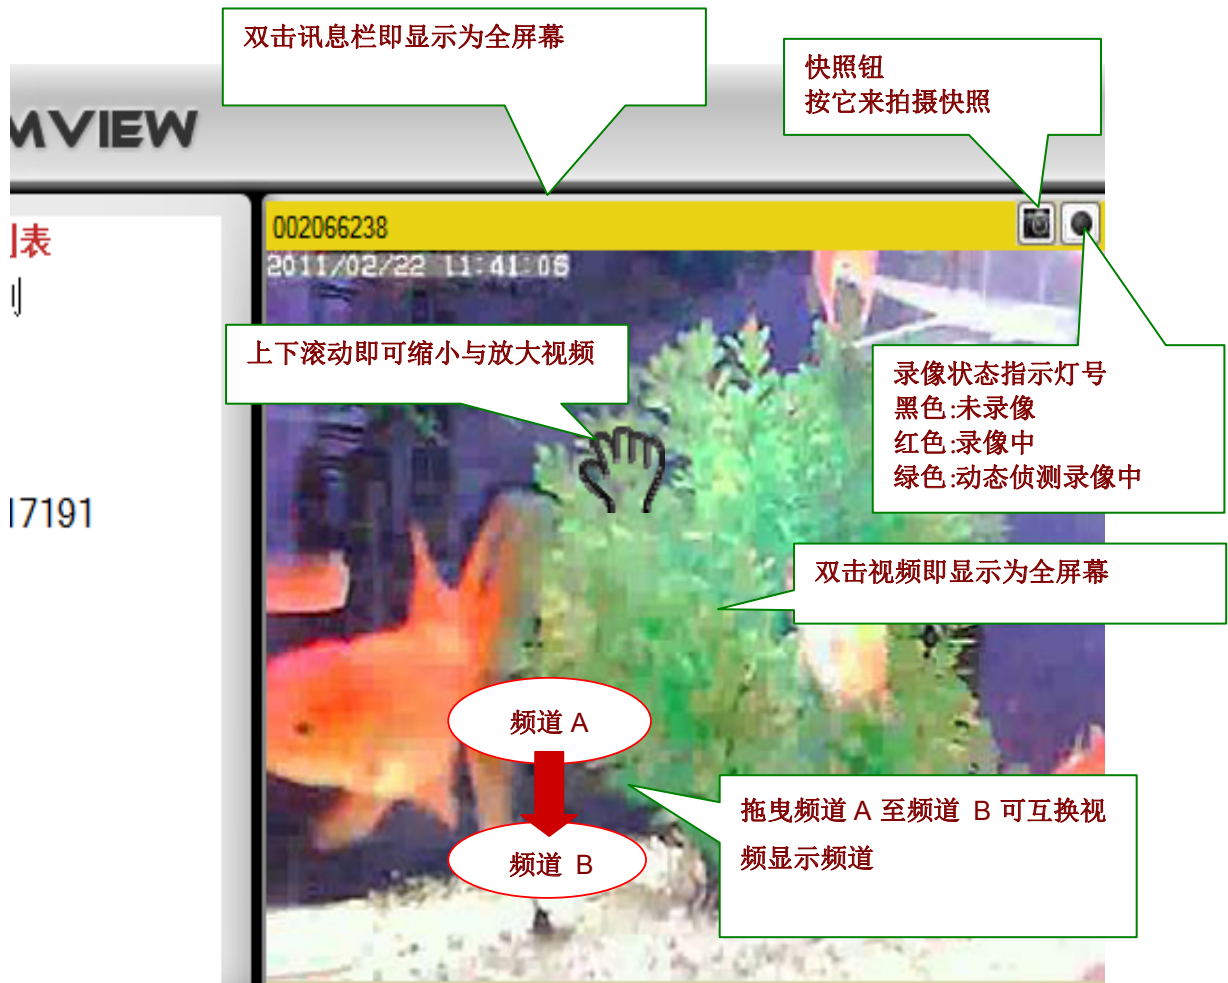 双击讯息栏即显示为全屏幕
快照钮
按它来拍摄快照
MVIEW
002066238
2011/02/22 11:41:06
表
上下滚动即可缩小与放大视频
录像状态指示灯号
黑色:未录像
红色:录像中
绿色:动态侦测录像中
17191
双击视频即显示为全屏幕
频道 A
拖曳频道 A 至频道 B 可互换视
频显示频道
频道 B